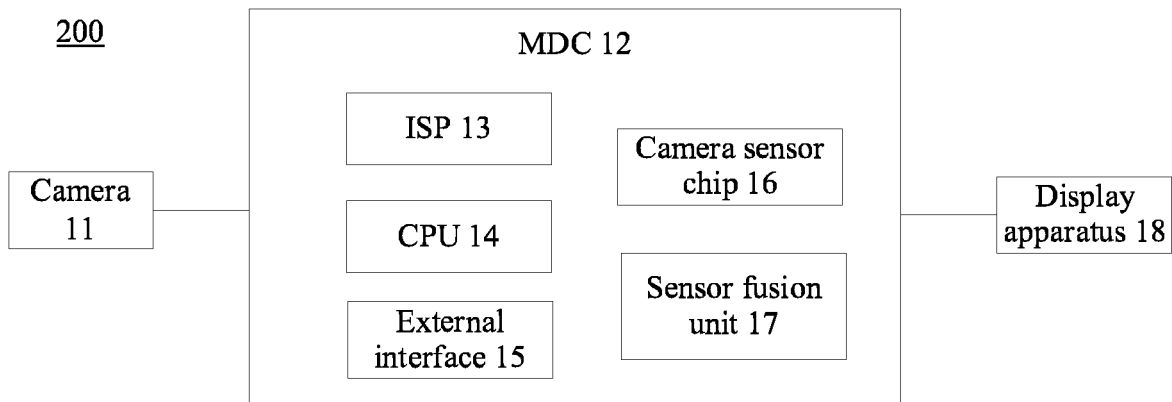 200
MDC 12
ISP 13
Camera sensor
chip 16
Camera
11
CPU 14
Display
apparatus 18
Sensor fusion
unit 17
External
interface 15